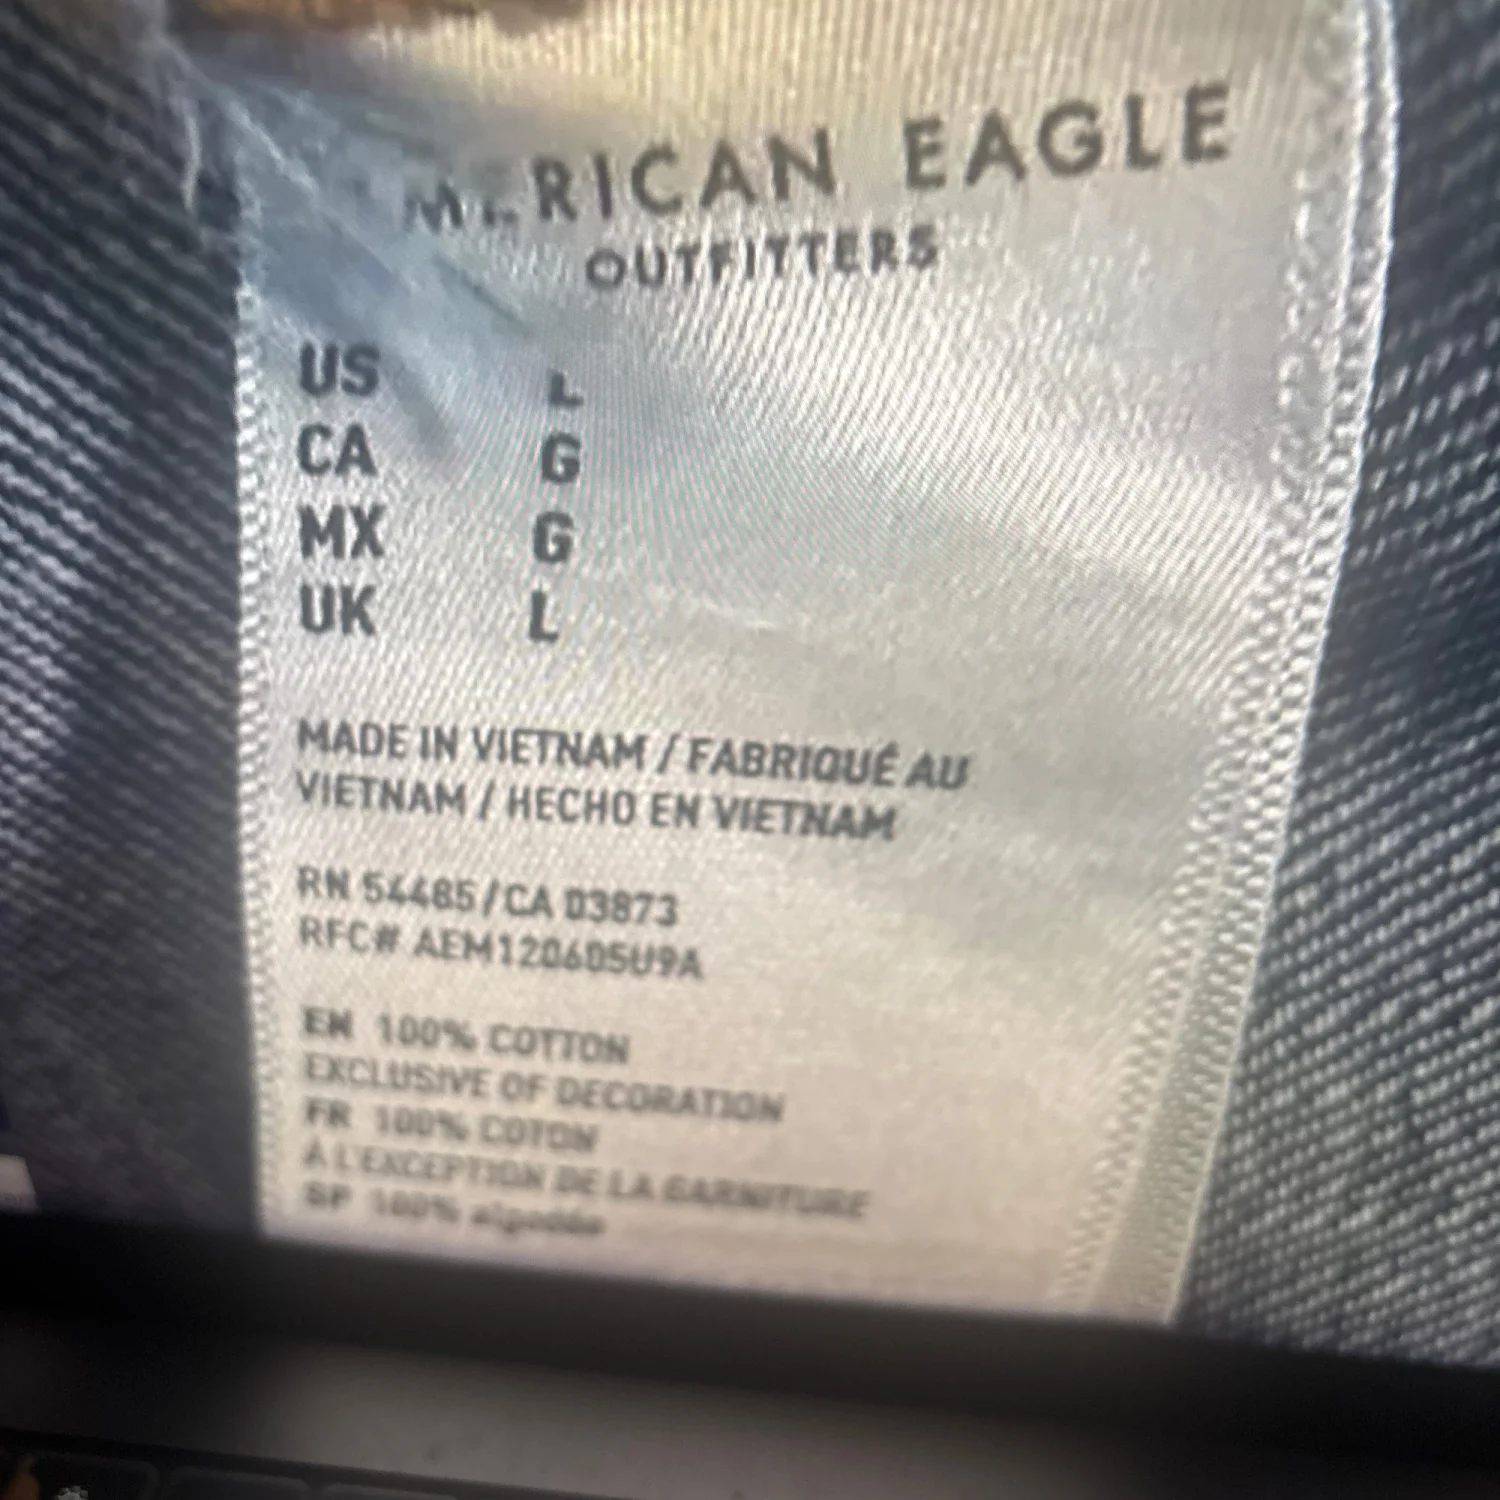 MERICAN EAGLE
OUTFITTERS
US L
CA G
MX G
UK L
MADE IN VIETNAM / FABRIQUÉ AU
VIETNAM / HECHO EN VIETNAM
RN 54485 / CA 03873
RFC# AEM120605U9A
EN 100% COTTON
EXCLUSIVE OF DECORATION
FR 100% COTON
À L'EXCEPTION DE LA GARNITURE
SP 100% algodón